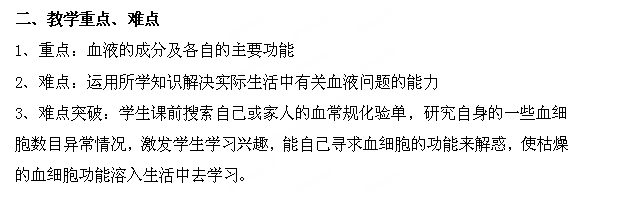 二、教学重点、难点
1、重点：血液的成分及各自的主要功能
2、难点：运用所学知识解决实际生活中有关血液问题的能力
3、难点突破：学生课前搜索自己或家人的血常规化验单，研究自身的一些血细
胞数目异常情况，激发学生学习兴趣，能自己寻求血细胞的功能来解惑，使枯燥
的血细胞功能溶入生活中去学习。